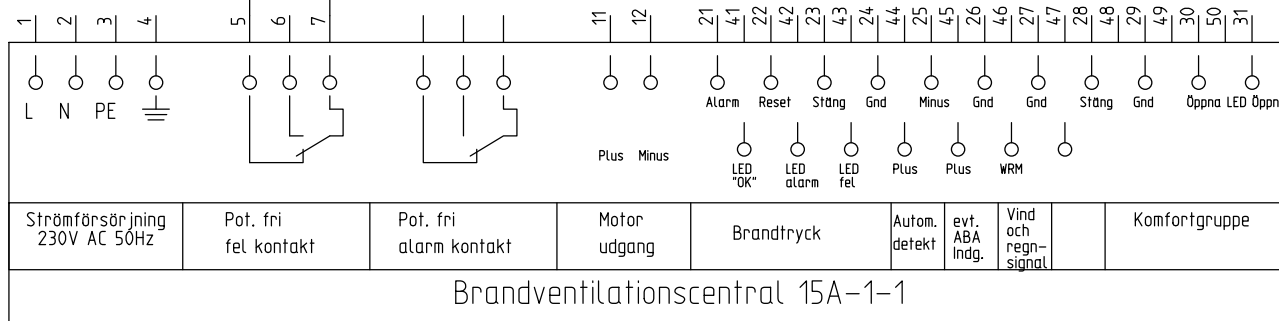 1 2 3 4 5 6 7 11 12 21 41 22 42 23 43 24 44 25 45 26 46 27 47 28 48 29 49 30 50 31
L N PE
Alarm Reset Stäng Gnd Minus Gnd Gnd Stäng Gnd Öppna LED Öppn
Plus Minus
LED "OK"
LED alarm
LED fel
Plus
Plus
WRM
Strömförsörjning
230V AC 50Hz
Pot. fri
fel kontakt
Pot. fri
alarm kontakt
Motor
udgang
Brandtryck
Autom.
detekt
evt.
ABA
Indg.
Vind
och
regn-
signal
Komfortgruppe
Brandventilationscentral 15A-1-1